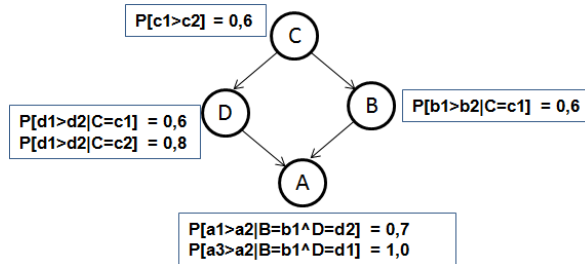 P[c1>c2] = 0,6
C
P[d1>d2|C=c1] = 0,6
P[d1>d2|C=c2] = 0,8
D
B
P[b1>b2|C=c1] = 0,6
A
P[a1>a2|B=b1^D=d2] = 0,7
P[a3>a2|B=b1^D=d1] = 1,0